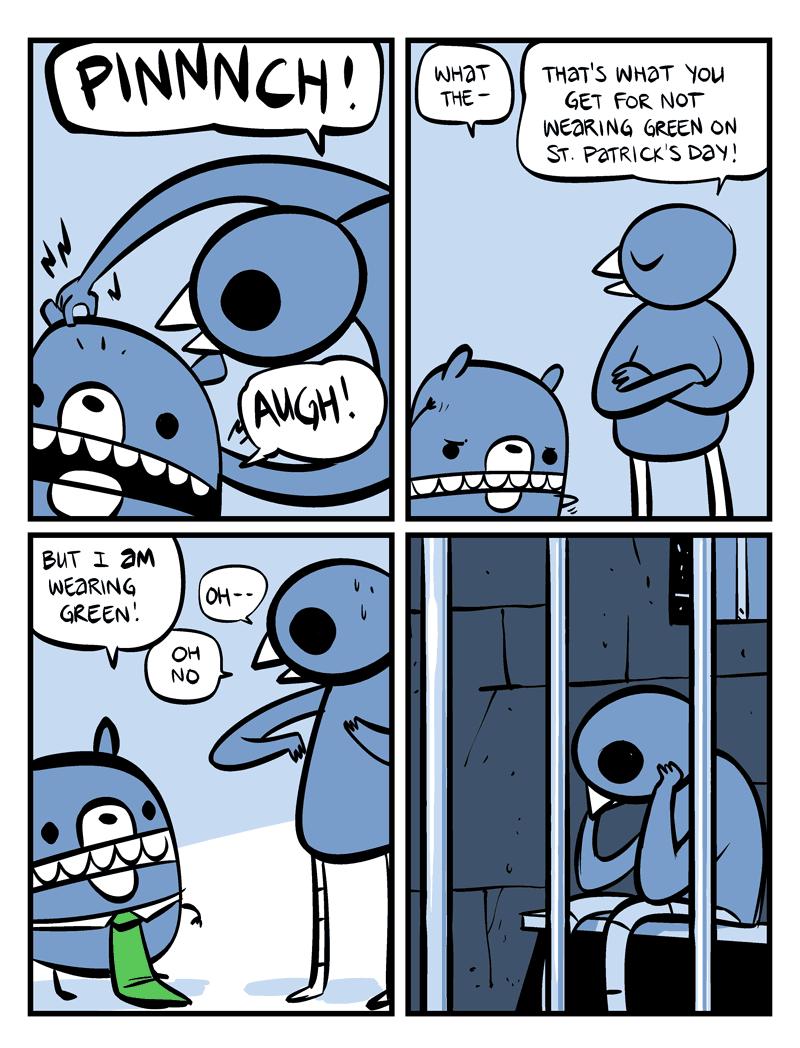 PINNNCH!
AUGH!
WHAT
THE-
THAT'S WHAT YOU
GET FOR NOT
WEARING GREEN ON
ST. PATRICK'S DAY!
BUT I AM
WEARING
GREEN!
OH--
OH
NO